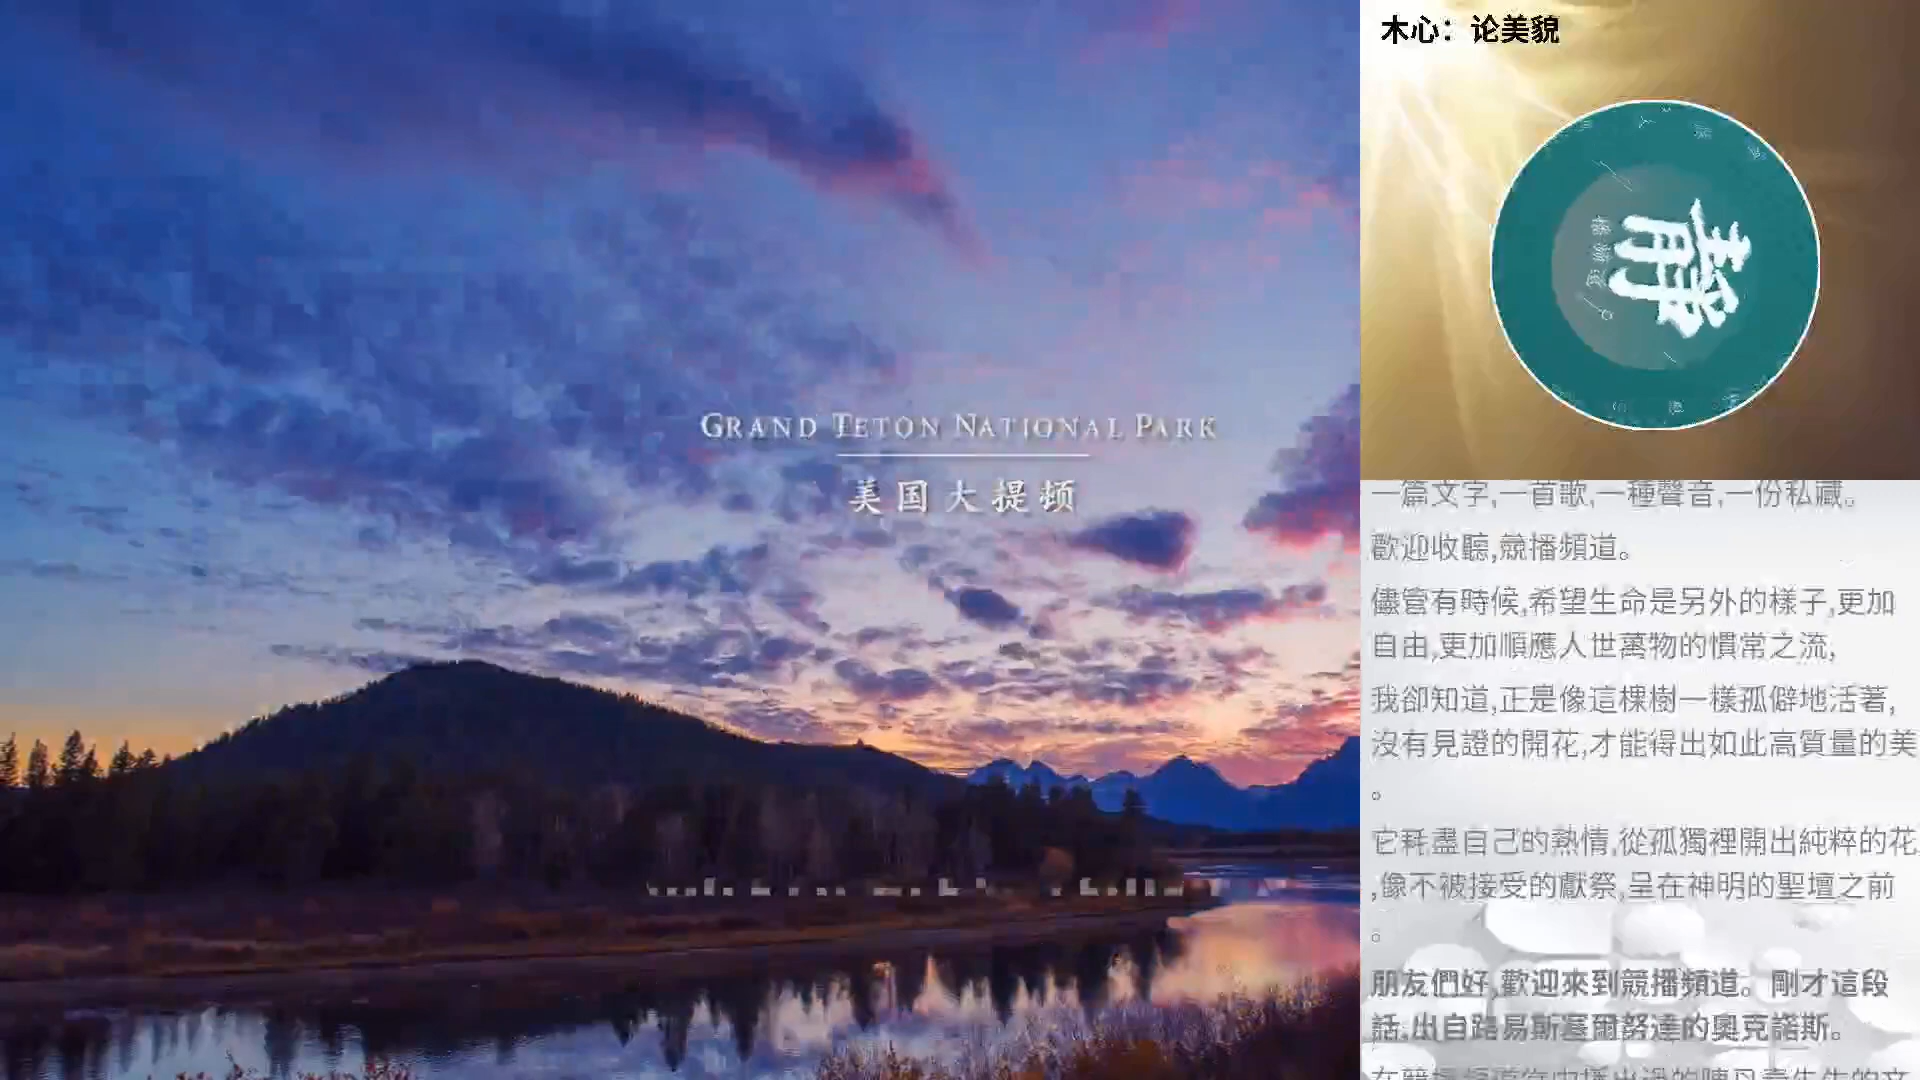 GRAND TETON NATIONAL PARK
美国大提顿
木心：论美貌
靜
一篇文字,一首歌,一種聲音,一份私藏。
歡迎收聽,競播頻道。
儘管有時候,希望生命是另外的樣子,更加
自由,更加順應人世萬物的慣常之流,
我卻知道,正是像這棵樹一樣孤僻地活著,
沒有見證的開花,才能得出如此高質量的美
。
它耗盡自己的熱情,從孤獨裡開出純粹的花
,像不被接受的獻祭,呈在神明的聖壇之前
。
朋友們好,歡迎來到競播頻道。剛才這段
話,出自路易斯塞爾努達的奧克諾斯。